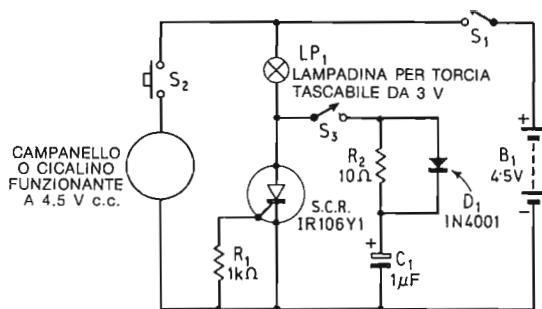 S1
LP1
LAMPADINA PER TORCIA
TASCABILE DA 3 V
S2
S3
CAMPANELLO
O CICALINO
FUNZIONANTE
A 4.5 V c.c.
R2
10Ω
D1
1N4001
+
B1
4·5V
−
S.C.R.
IR106Y1
R1
1kΩ
+
C1
1µF